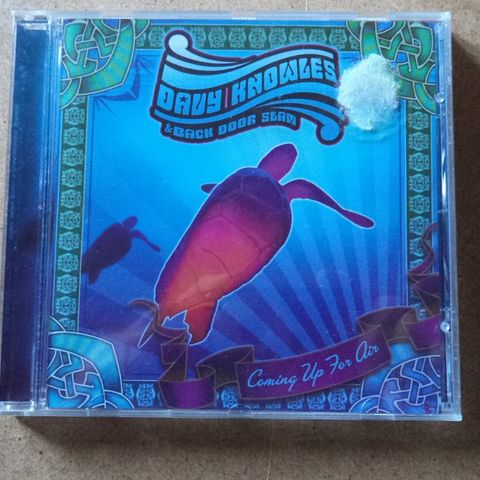 DAVY KNOWLES
& BACK DOOR SLAM
Coming Up For Air